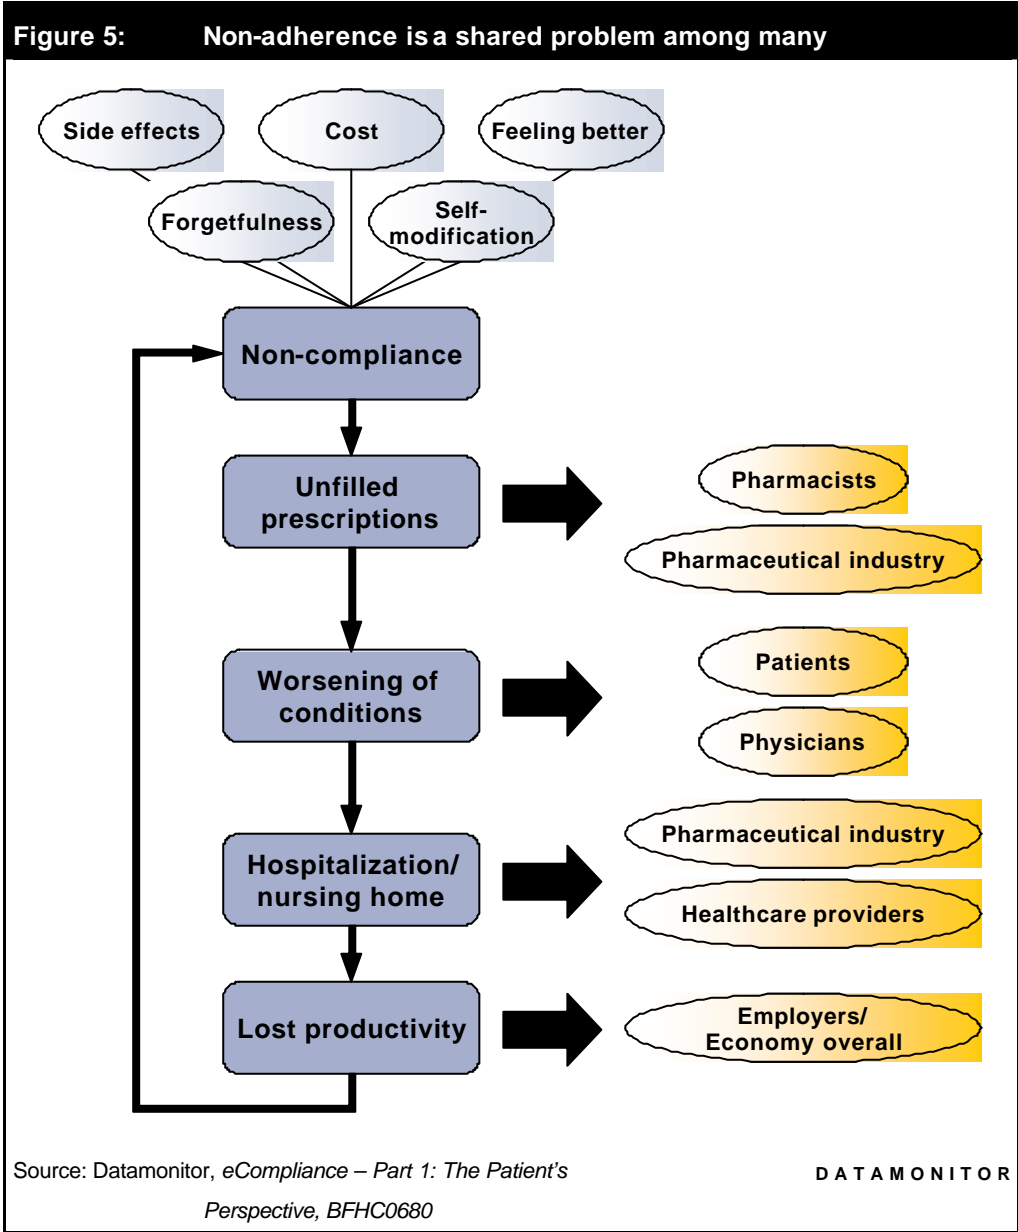 Figure 5: Non-adherence is a shared problem among many
Side effects
Cost
Feeling better
Forgetfulness
Self-
modification
Non-compliance
Unfilled
prescriptions
Pharmacists
Pharmaceutical industry
Worsening of
conditions
Patients
Physicians
Hospitalization/
nursing home
Pharmaceutical industry
Healthcare providers
Lost productivity
Employers/
Economy overall
Source: Datamonitor, eCompliance – Part 1: The Patient's
Perspective, BFHC0680
DATAMONITOR